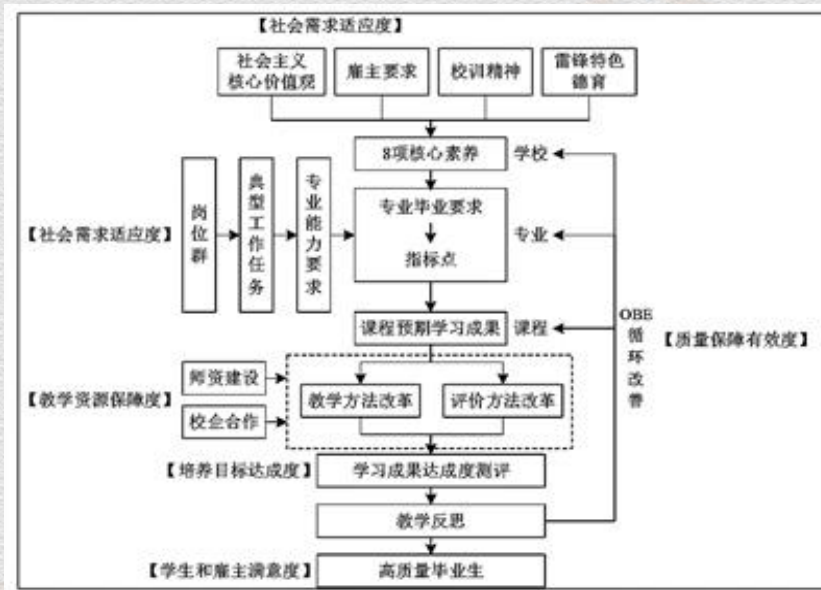 【社会需求适应度】
社会主义
核心价值观
雇主要求
校训精神
雷锋特色
德育
8项核心素养
学校
【社会需求适应度】
岗位群
典型工作任务
专业能力要求
专业毕业要求
指标点
专业
课程预期学习成果
课程
OBE
循环改善
【质量保障有效度】
【教学资源保障度】
师资建设
校企合作
教学方法改革
评价方法改革
【培养目标达成度】
学习成果达成度测评
教学反思
【学生和雇主满意度】
高质量毕业生